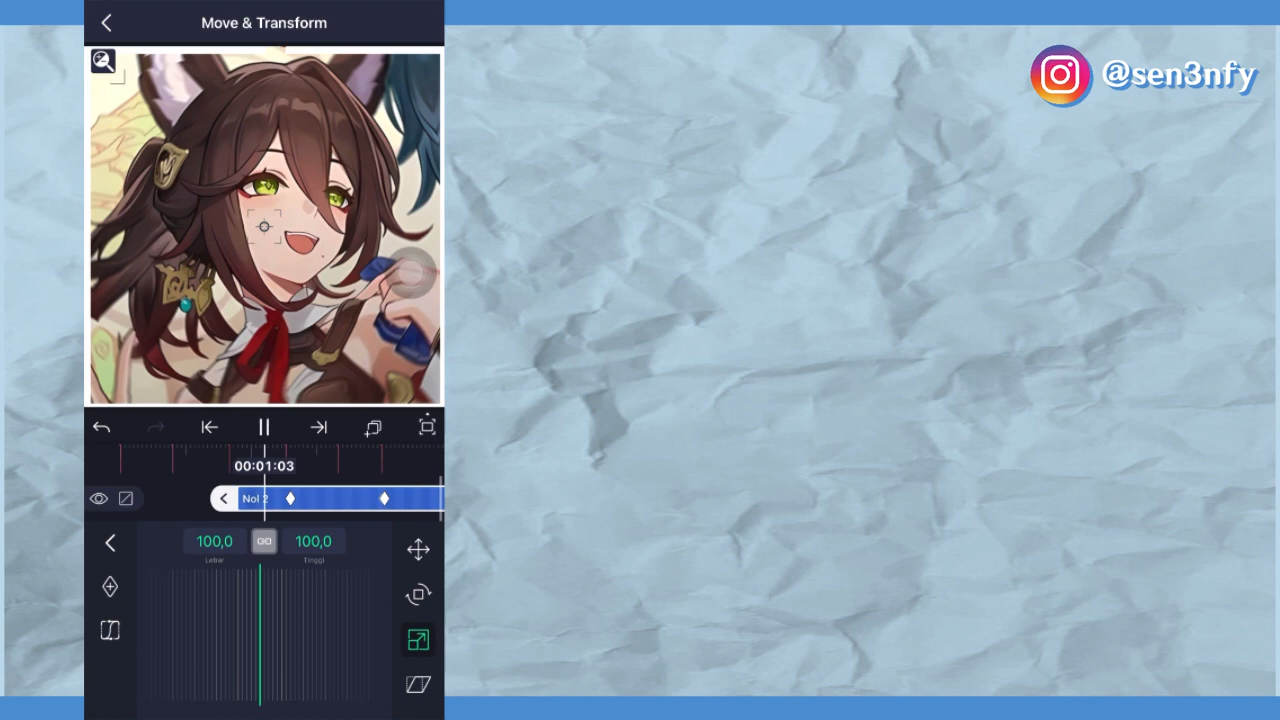 Move & Transform
@sen3nfy
00:01:03
Nol 2
100,0
100,0
Lebar
Tinggi